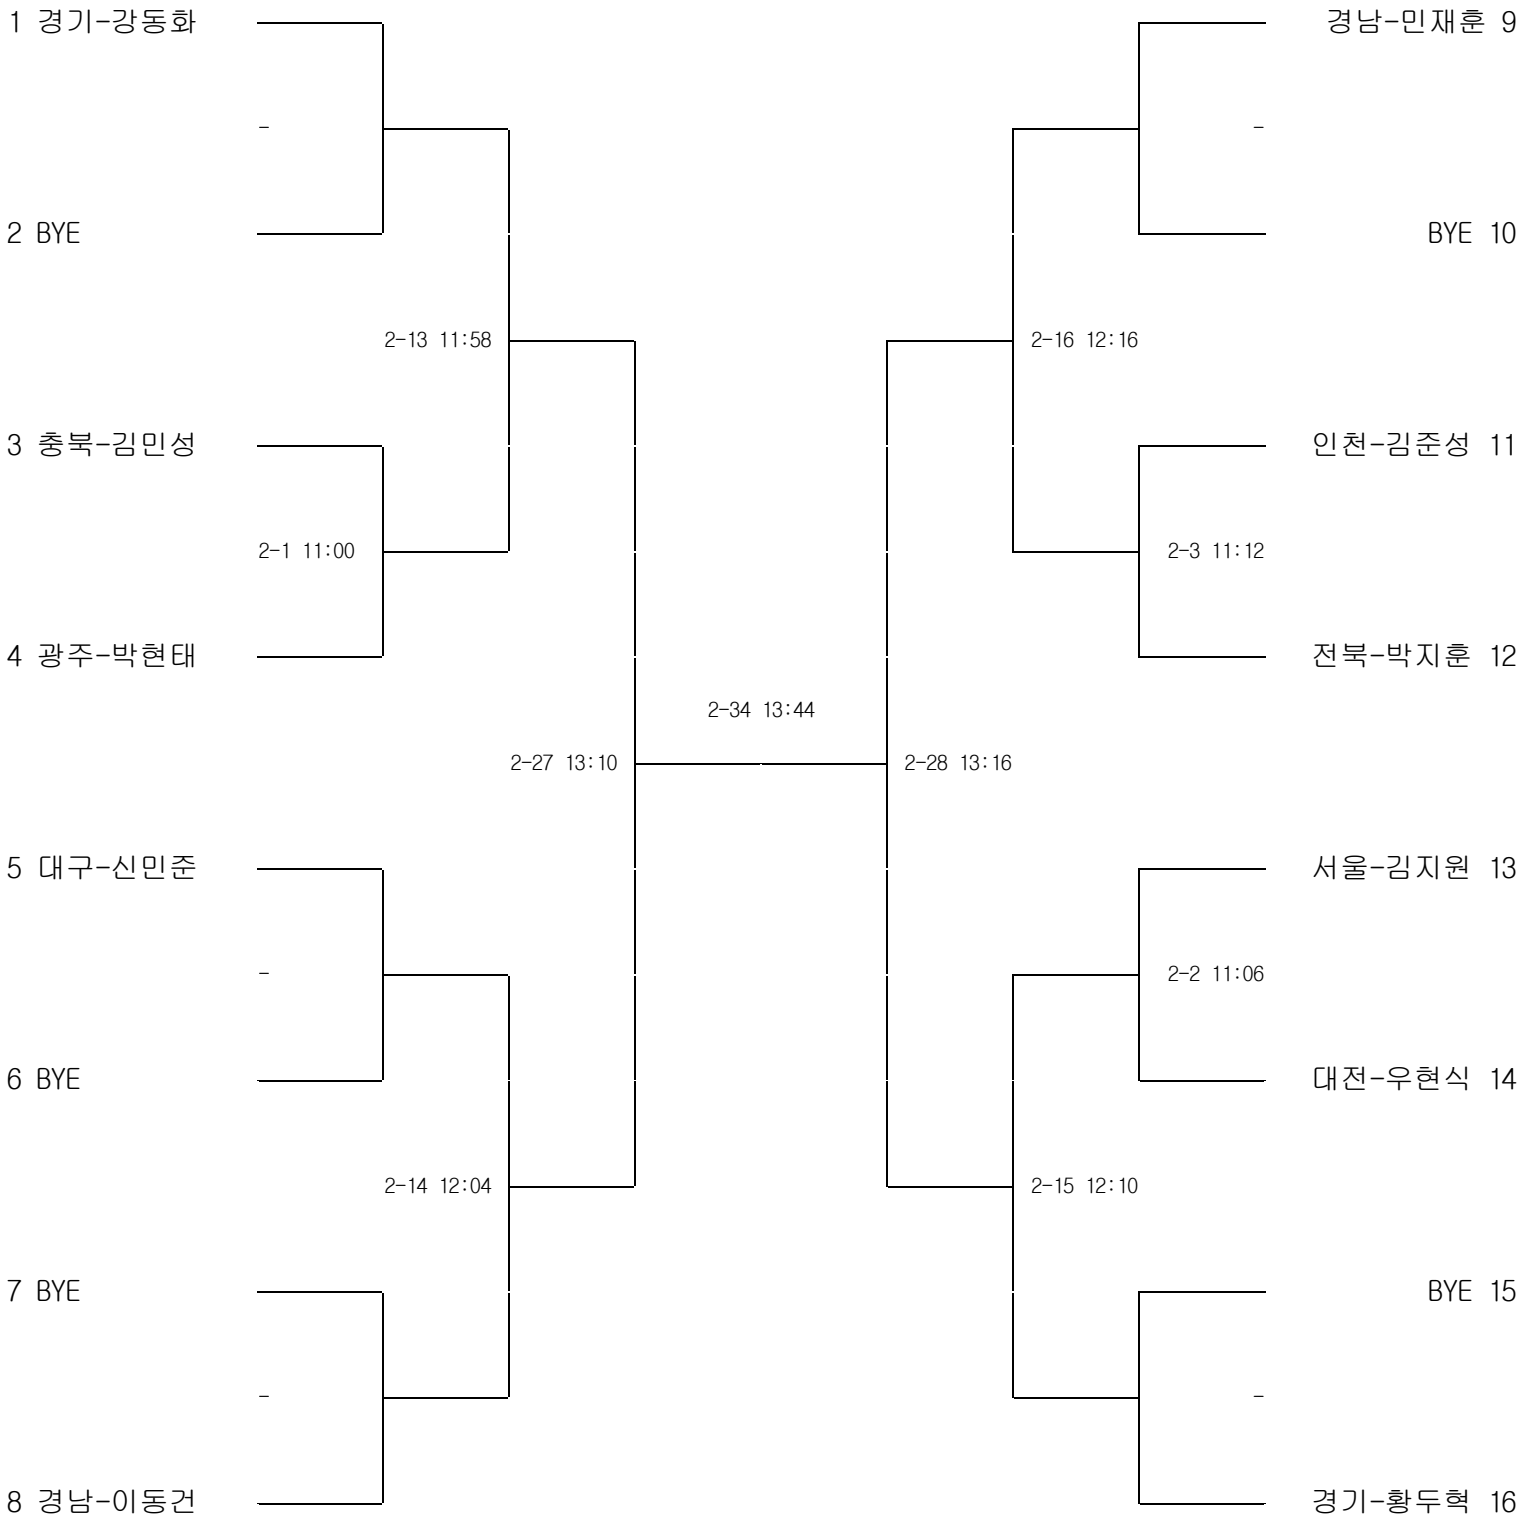 1 경기-강동화
경남-민재훈 9
-
-
2 BYE
BYE 10
2-13 11:58
2-16 12:16
3 충북-김민성
인천-김준성 11
2-1 11:00
2-3 11:12
4 광주-박현태
전북-박지훈 12
2-34 13:44
2-27 13:10
2-28 13:16
5 대구-신민준
서울-김지원 13
-
2-2 11:06
6 BYE
대전-우현식 14
2-14 12:04
2-15 12:10
7 BYE
BYE 15
-
-
8 경남-이동건
경기-황두혁 16